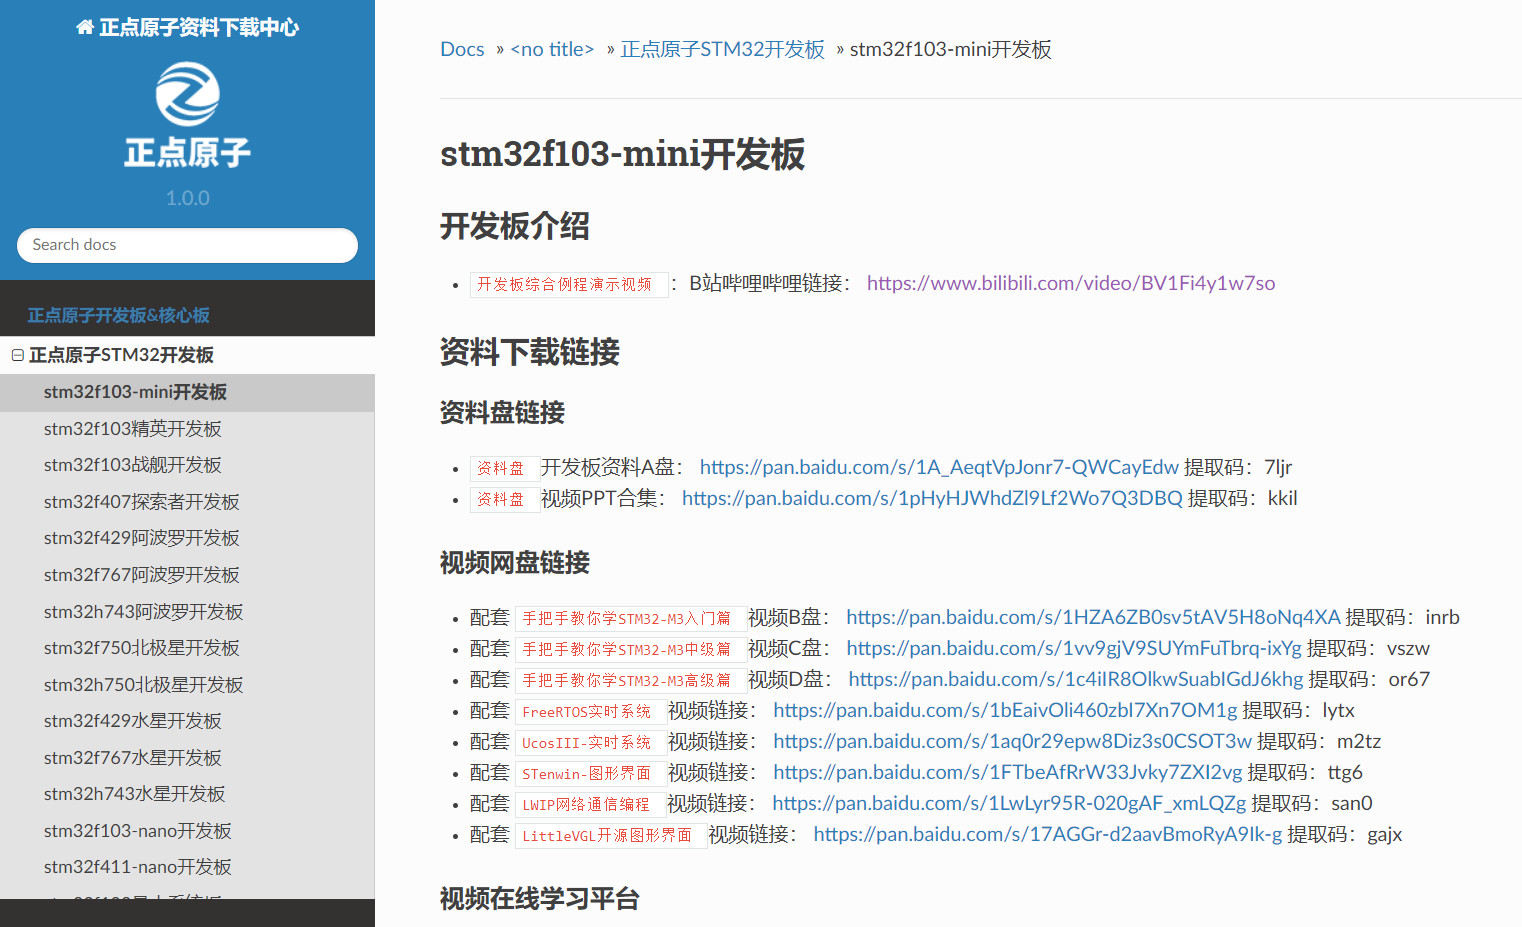 正点原子资料下载中心
正点原子
1.0.0
Search docs
正点原子开发板&核心板
正点原子STM32开发板
stm32f103-mini开发板
stm32f103精英开发板
stm32f103战舰开发板
stm32f407探索者开发板
stm32f429阿波罗开发板
stm32f767阿波罗开发板
stm32h743阿波罗开发板
stm32f750北极星开发板
stm32h750北极星开发板
stm32f429水星开发板
stm32f767水星开发板
stm32h743水星开发板
stm32f103-nano开发板
stm32f411-nano开发板
Docs » <no title> » 正点原子STM32开发板 » stm32f103-mini开发板
stm32f103-mini开发板
开发板介绍
• 开发板综合例程演示视频 ：B站哔哩哔哩链接： https://www.bilibili.com/video/BV1Fi4y1w7so
资料下载链接
资料盘链接
• 资料盘 开发板资料A盘： https://pan.baidu.com/s/1A_AeqtVpJonr7-QWCayEdw 提取码：7ljr
• 资料盘 视频PPT合集： https://pan.baidu.com/s/1pHyHJWhdZl9Lf2Wo7Q3DBQ 提取码：kkil
视频网盘链接
• 配套 手把手教你学STM32-M3入门篇 视频B盘： https://pan.baidu.com/s/1HZA6ZB0sv5tAV5H8oNq4XA 提取码：inrb
• 配套 手把手教你学STM32-M3中级篇 视频C盘： https://pan.baidu.com/s/1vv9gjV9SUYmFuTbrq-ixYg 提取码：vszw
• 配套 手把手教你学STM32-M3高级篇 视频D盘： https://pan.baidu.com/s/1c4iIR8OlkwSuablGdJ6khg 提取码：or67
• 配套 FreeRTOS实时系统 视频链接： https://pan.baidu.com/s/1bEaivOli460zbI7Xn7OM1g 提取码：lytx
• 配套 UcosIII-实时系统 视频链接： https://pan.baidu.com/s/1aq0r29epw8Diz3s0CSOT3w 提取码：m2tz
• 配套 STenwin-图形界面 视频链接： https://pan.baidu.com/s/1FTbeAfRrW33Jvky7ZXI2vg 提取码：ttg6
• 配套 LWIP网络通信编程 视频链接： https://pan.baidu.com/s/1LwLyr95R-020gAF_xmLQZg 提取码：san0
• 配套 LittleVGL开源图形界面 视频链接： https://pan.baidu.com/s/17AGGr-d2aavBmoRyA9Ik-g 提取码：gajx
视频在线学习平台